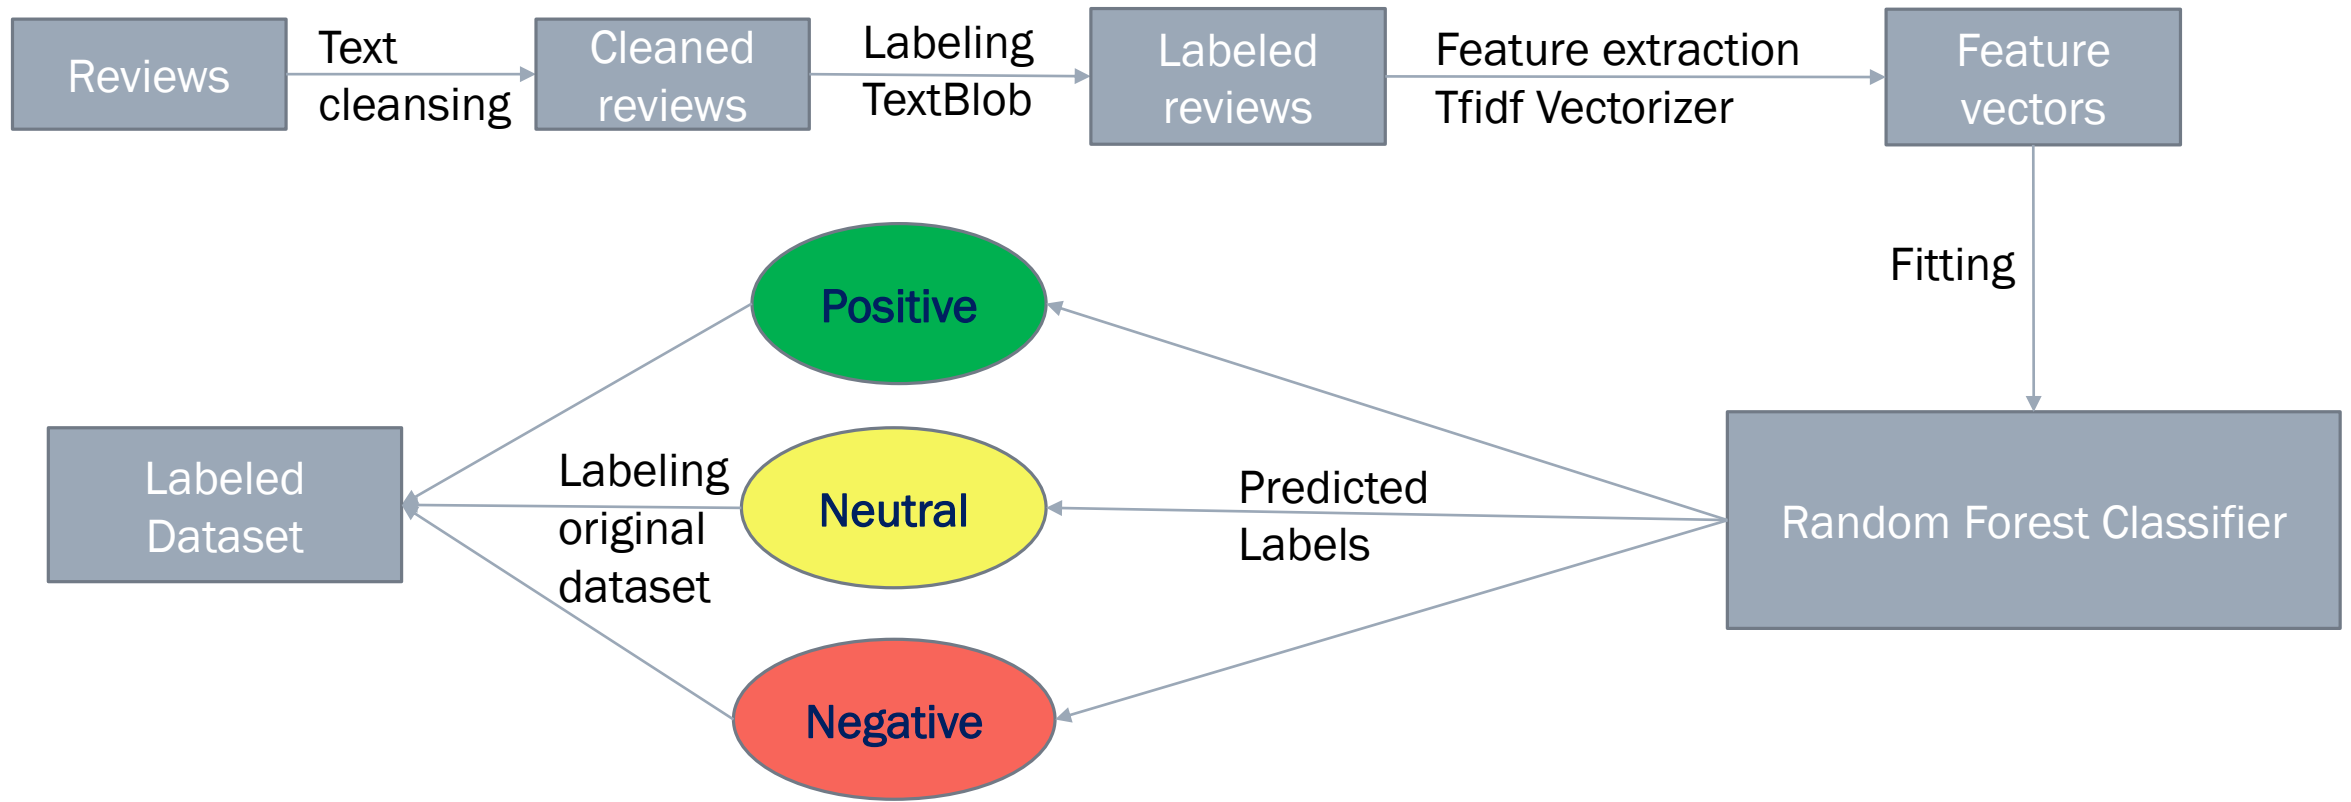 Reviews
Text
cleansing
Cleaned
reviews
Labeling
TextBlob
Labeled
reviews
Feature extraction
Tfidf Vectorizer
Feature
vectors
Fitting
Random Forest Classifier
Predicted
Labels
Positive
Neutral
Negative
Labeling
original
dataset
Labeled
Dataset